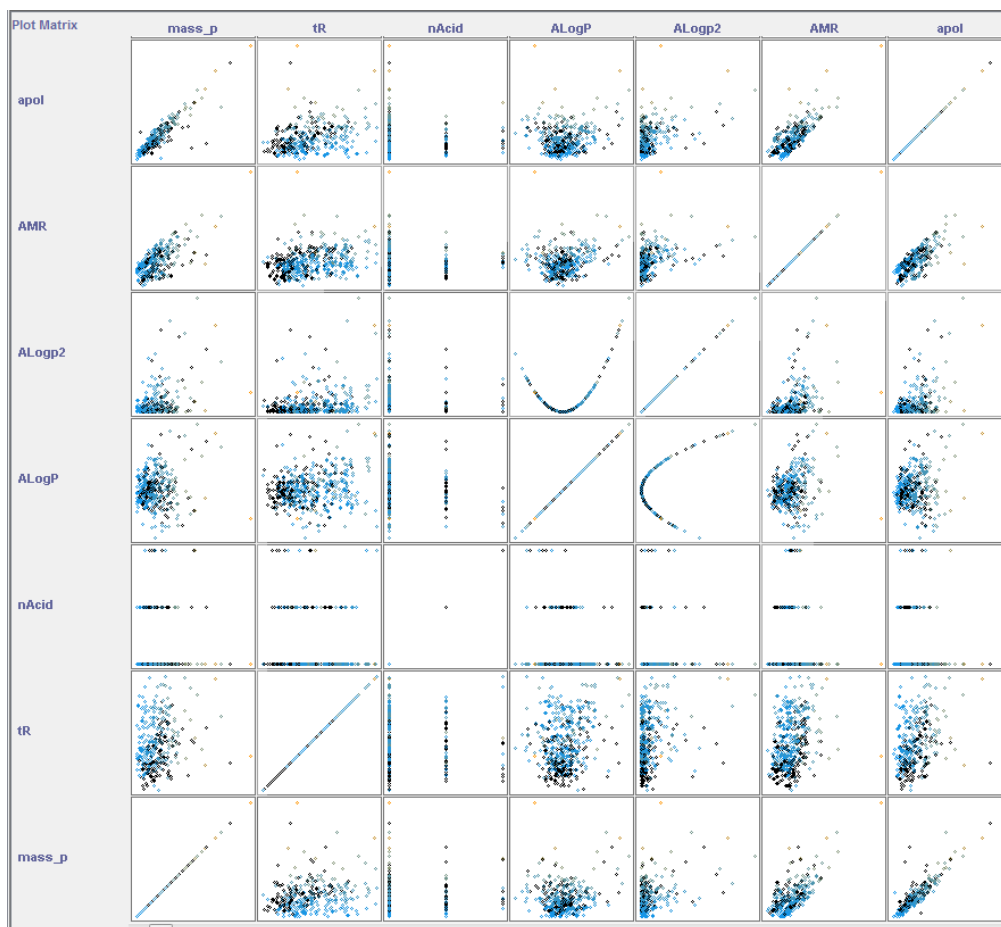 Plot Matrix
mass_p tR nAcid ALogP ALogp2 AMR apol
apol
AMR
ALogp2
ALogP
nAcid
tR
mass_p